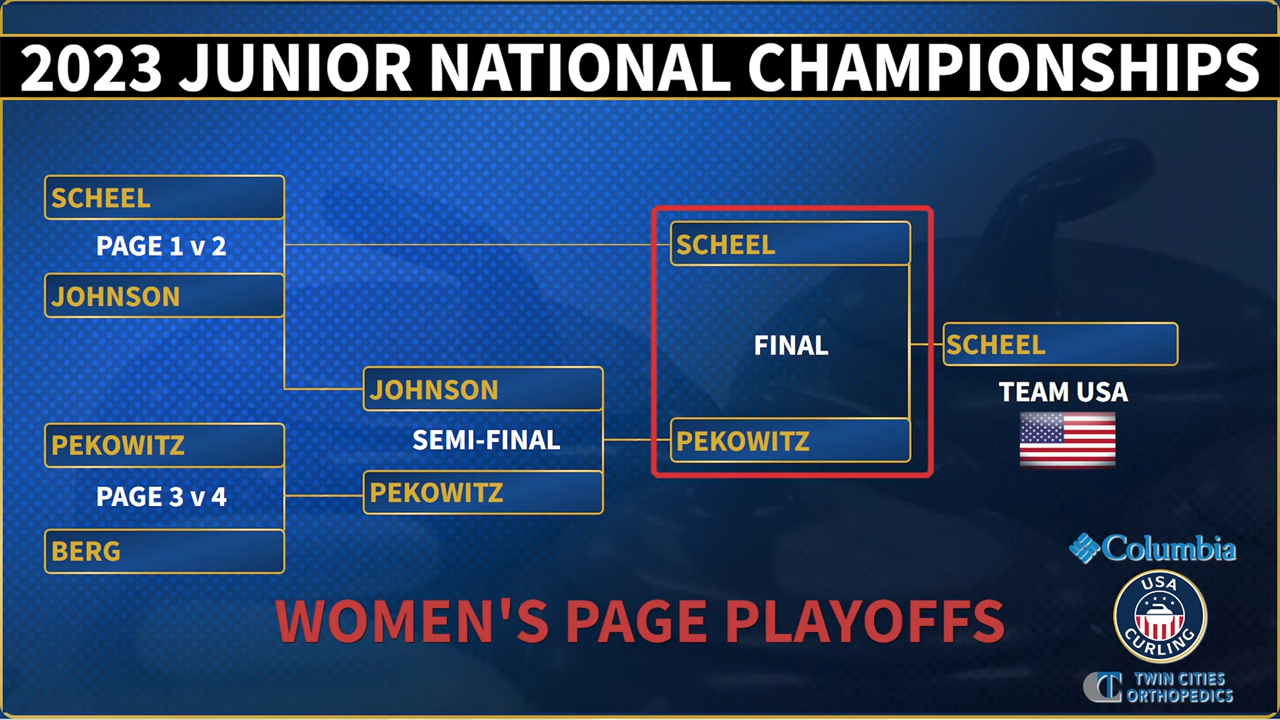 2023 JUNIOR NATIONAL CHAMPIONSHIPS
SCHEEL
PAGE 1 v 2
JOHNSON
PEKOWITZ
PAGE 3 v 4
BERG
JOHNSON
SEMI-FINAL
PEKOWITZ
SCHEEL
FINAL
PEKOWITZ
SCHEEL
TEAM USA
WOMEN'S PAGE PLAYOFFS
Columbia
USA
CURLING
TWIN CITIES
ORTHOPEDICS